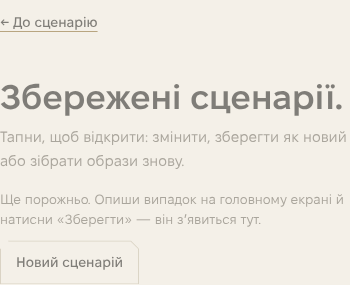 ← До сценарію
Збережені сценарії.
Тапни, щоб відкрити: змінити, зберегти як новий
або зібрати образи знову.
Ще порожньо. Опиши випадок на головному екрані й
натисни «Зберегти» — він з’явиться тут.
Новий сценарій